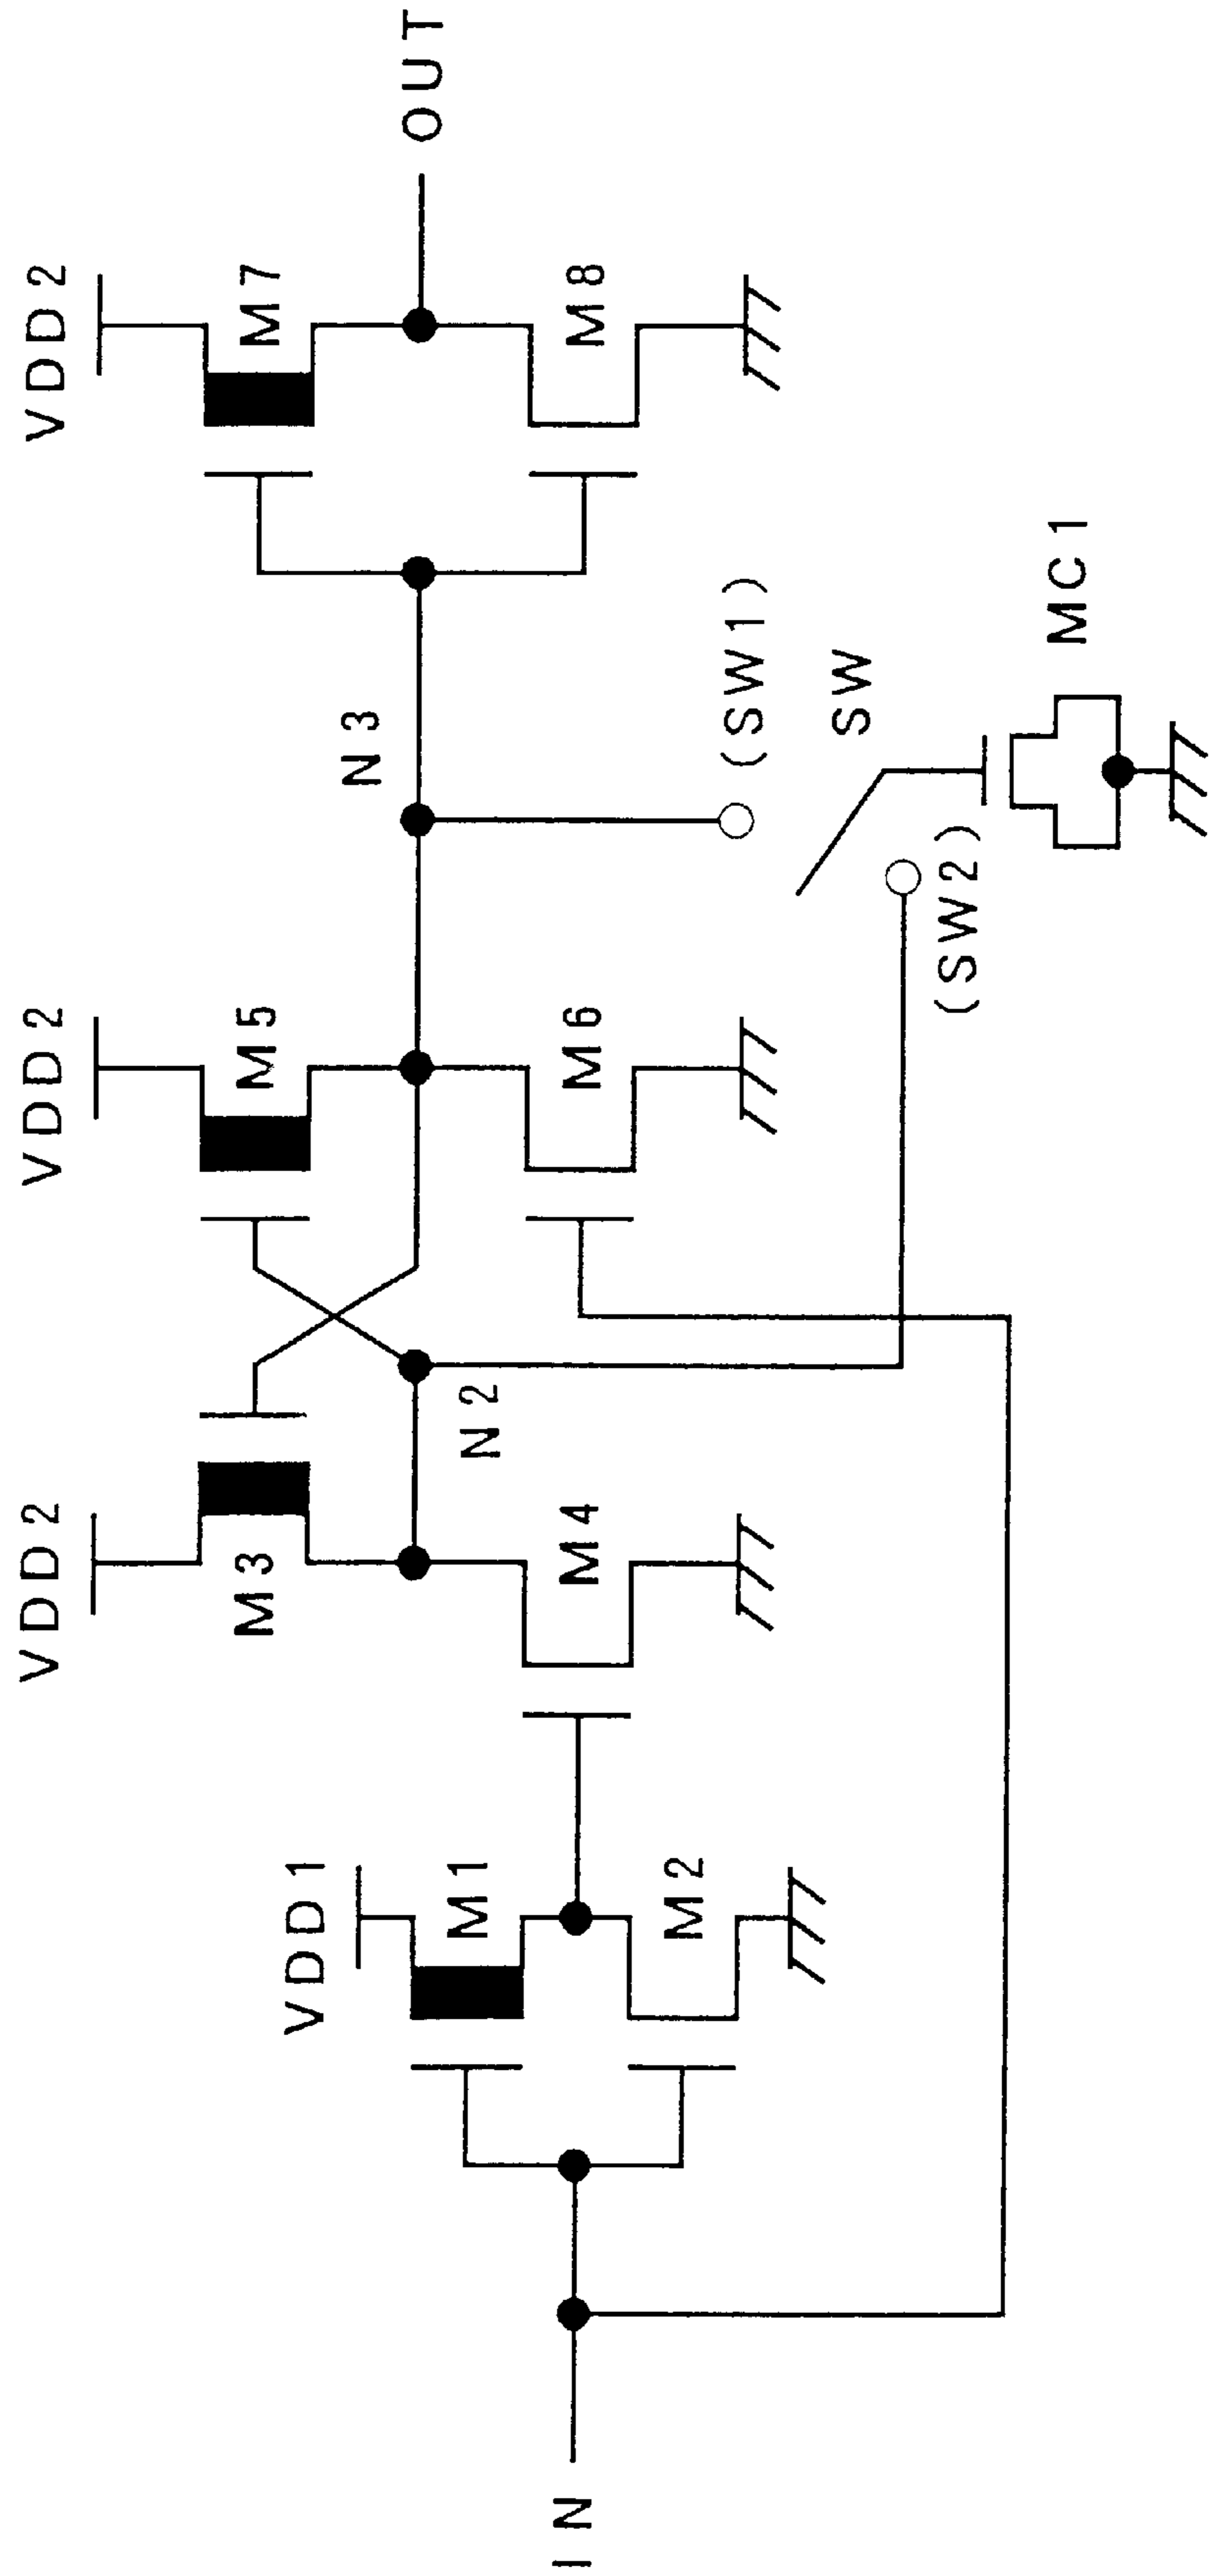 VDD2
VDD2
VDD2
VDD1
M3
M5
M7
N3
OUT
M1
N2
M4
M6
M8
IN
M2
(SW1)
SW
(SW2)
MC1